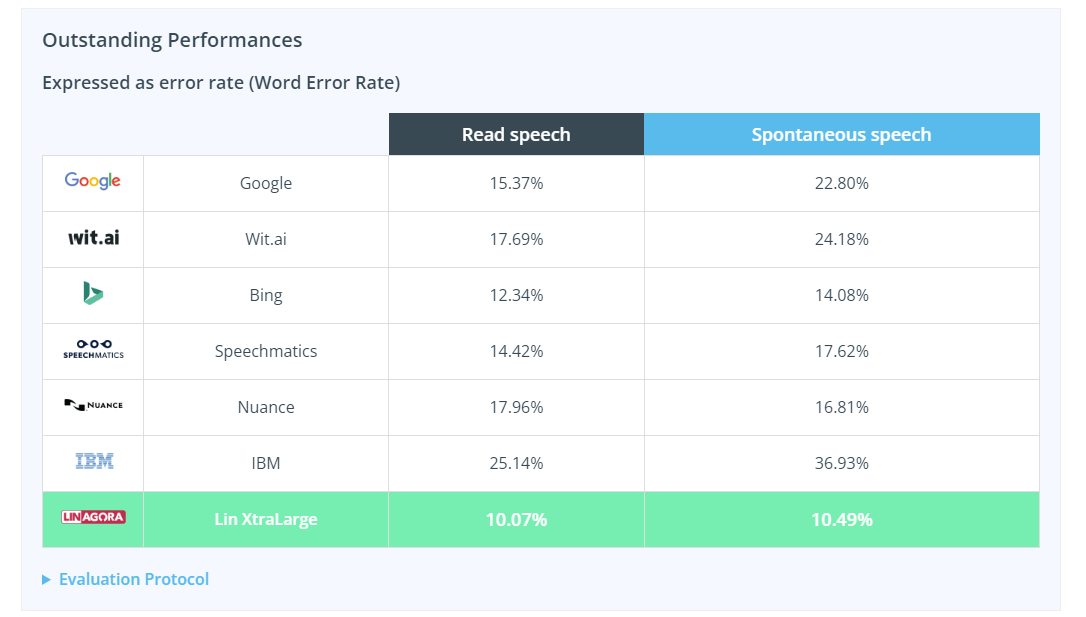 Outstanding Performances
Expressed as error rate (Word Error Rate)
Read speech Spontaneous speech
Google Google 15.37% 22.80%
wit.ai Wit.ai 17.69% 24.18%
Bing 12.34% 14.08%
SPEECHMATICS Speechmatics 14.42% 17.62%
NUANCE Nuance 17.96% 16.81%
IBM IBM 25.14% 36.93%
LINAGORA Lin XtraLarge 10.07% 10.49%
Evaluation Protocol